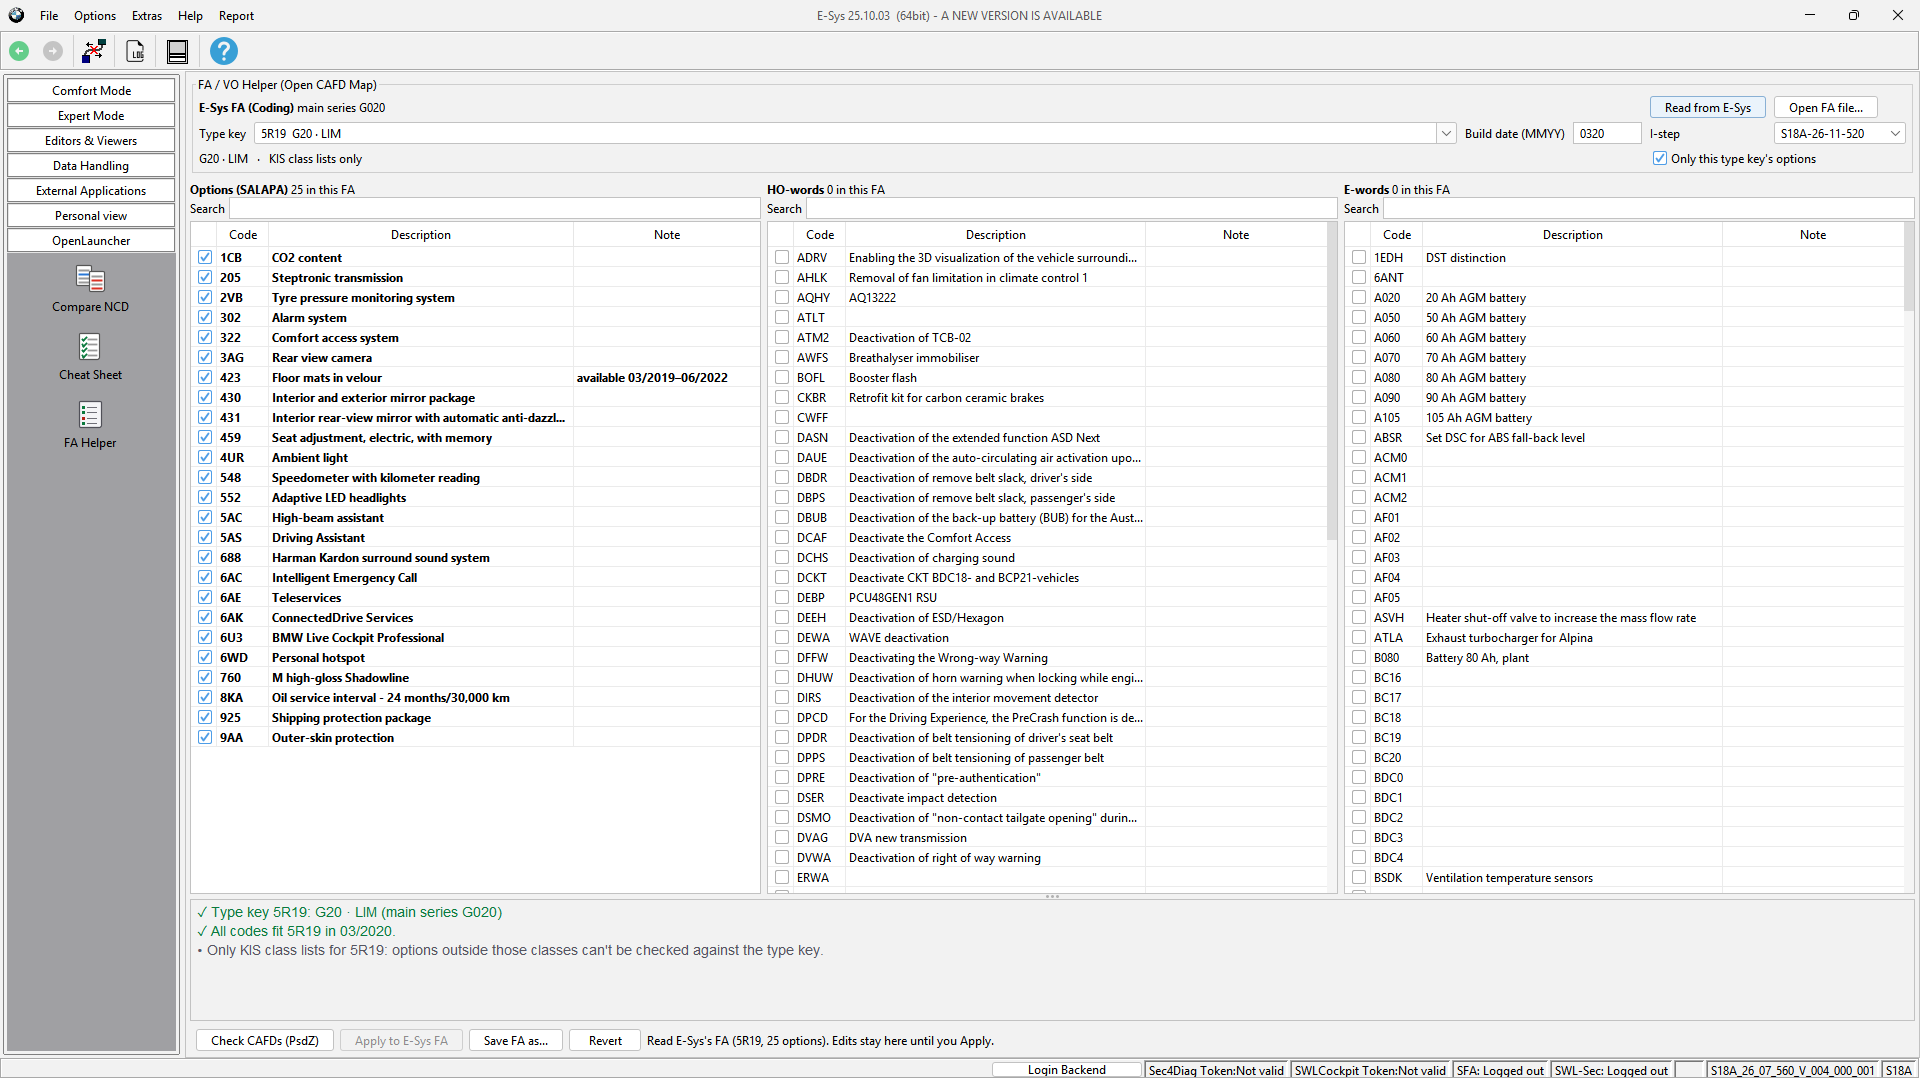 File Options Extras Help Report
E-Sys 25.10.03 (64bit) - A NEW VERSION IS AVAILABLE
LOG
?
Comfort Mode
Expert Mode
Editors & Viewers
Data Handling
External Applications
Personal view
OpenLauncher
Compare NCD
Cheat Sheet
FA Helper
FA / VO Helper (Open CAFD Map)
E-Sys FA (Coding) main series G020
Read from E-Sys Open FA file...
Type key 5R19 G20 · LIM Build date (MMYY) 0320 I-step S18A-26-11-520
G20 · LIM · KIS class lists only Only this type key's options
Options (SALAPA) 25 in this FA
Search
Code Description Note
1CB CO2 content
205 Steptronic transmission
2VB Tyre pressure monitoring system
302 Alarm system
322 Comfort access system
3AG Rear view camera
423 Floor mats in velour available 03/2019–06/2022
430 Interior and exterior mirror package
431 Interior rear-view mirror with automatic anti-dazzl...
459 Seat adjustment, electric, with memory
4UR Ambient light
548 Speedometer with kilometer reading
552 Adaptive LED headlights
5AC High-beam assistant
5AS Driving Assistant
688 Harman Kardon surround sound system
6AC Intelligent Emergency Call
6AE Teleservices
6AK ConnectedDrive Services
6U3 BMW Live Cockpit Professional
6WD Personal hotspot
760 M high-gloss Shadowline
8KA Oil service interval - 24 months/30,000 km
925 Shipping protection package
9AA Outer-skin protection
HO-words 0 in this FA
Search
Code Description Note
ADRV Enabling the 3D visualization of the vehicle surroundi...
AHLK Removal of fan limitation in climate control 1
AQHY AQ13222
ATLT
ATM2 Deactivation of TCB-02
AWFS Breathalyser immobiliser
BOFL Booster flash
CKBR Retrofit kit for carbon ceramic brakes
CWFF
DASN Deactivation of the extended function ASD Next
DAUE Deactivation of the auto-circulating air activation upo...
DBDR Deactivation of remove belt slack, driver's side
DBPS Deactivation of remove belt slack, passenger's side
DBUB Deactivation of the back-up battery (BUB) for the Aust...
DCAF Deactivate the Comfort Access
DCHS Deactivation of charging sound
DCKT Deactivate CKT BDC18- and BCP21-vehicles
DEBP PCU48GEN1 RSU
DEEH Deactivation of ESD/Hexagon
DEWA WAVE deactivation
DFFW Deactivating the Wrong-way Warning
DHUW Deactivation of horn warning when locking while engi...
DIRS Deactivation of the interior movement detector
DPCD For the Driving Experience, the PreCrash function is de...
DPDR Deactivation of belt tensioning of driver's seat belt
DPPS Deactivation of belt tensioning of passenger belt
DPRE Deactivation of "pre-authentication"
DSER Deactivate impact detection
DSMO Deactivation of "non-contact tailgate opening" durin...
DVAG DVA new transmission
DVWA Deactivation of right of way warning
ERWA
E-words 0 in this FA
Search
Code Description Note
1EDH DST distinction
6ANT
A020 20 Ah AGM battery
A050 50 Ah AGM battery
A060 60 Ah AGM battery
A070 70 Ah AGM battery
A080 80 Ah AGM battery
A090 90 Ah AGM battery
A105 105 Ah AGM battery
ABSR Set DSC for ABS fall-back level
ACM0
ACM1
ACM2
AF01
AF02
AF03
AF04
AF05
ASVH Heater shut-off valve to increase the mass flow rate
ATLA Exhaust turbocharger for Alpina
B080 Battery 80 Ah, plant
BC16
BC17
BC18
BC19
BC20
BDC0
BDC1
BDC2
BDC3
BDC4
BSDK Ventilation temperature sensors
✓ Type key 5R19: G20 · LIM (main series G020)
✓ All codes fit 5R19 in 03/2020.
• Only KIS class lists for 5R19: options outside those classes can't be checked against the type key.
Check CAFDs (PsdZ) Apply to E-Sys FA Save FA as... Revert Read E-Sys's FA (5R19, 25 options). Edits stay here until you Apply.
Login Backend Sec4Diag Token:Not valid SWLCockpit Token:Not valid SFA: Logged out SWL-Sec: Logged out S18A_26_07_560_V_004_000_001 S18A